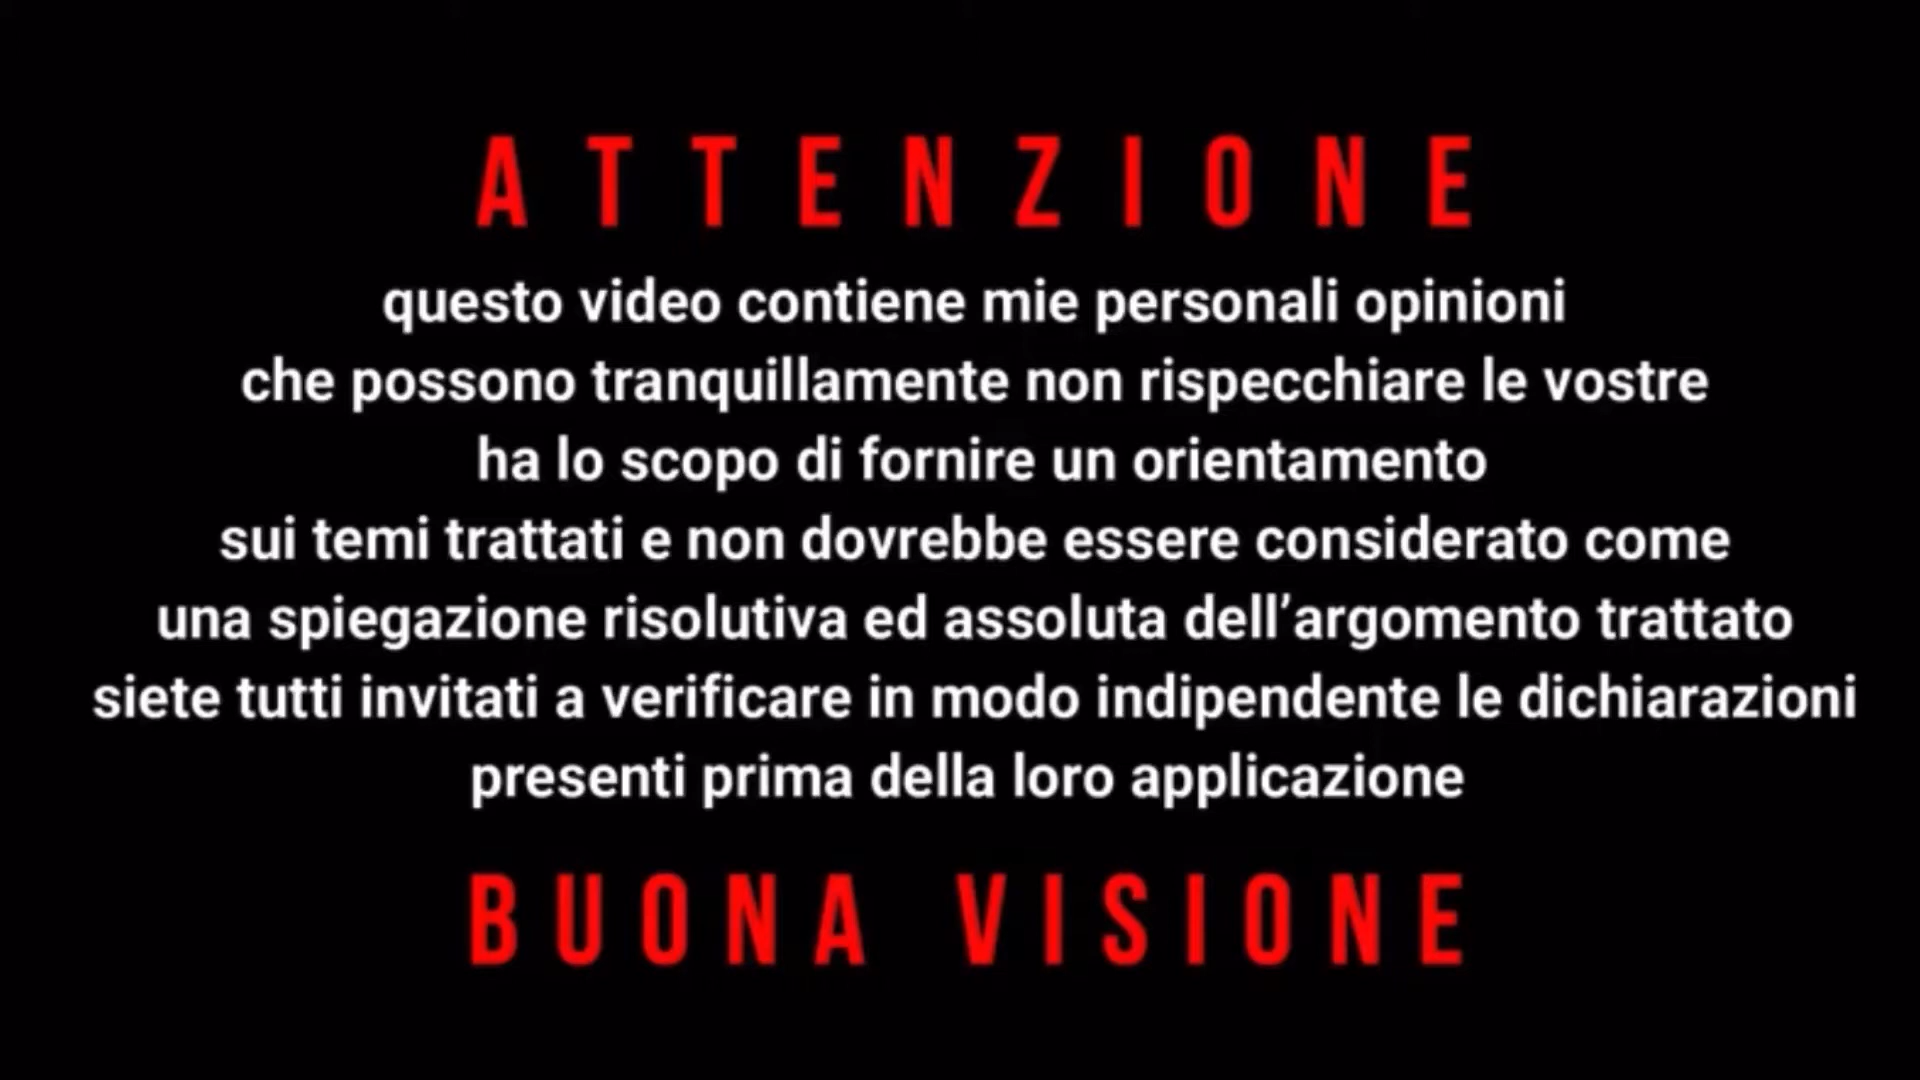 ATTENZIONE
questo video contiene mie personali opinioni
che possono tranquillamente non rispecchiare le vostre
ha lo scopo di fornire un orientamento
sui temi trattati e non dovrebbe essere considerato come
una spiegazione risolutiva ed assoluta dell’argomento trattato
siete tutti invitati a verificare in modo indipendente le dichiarazioni
presenti prima della loro applicazione
BUONA VISIONE